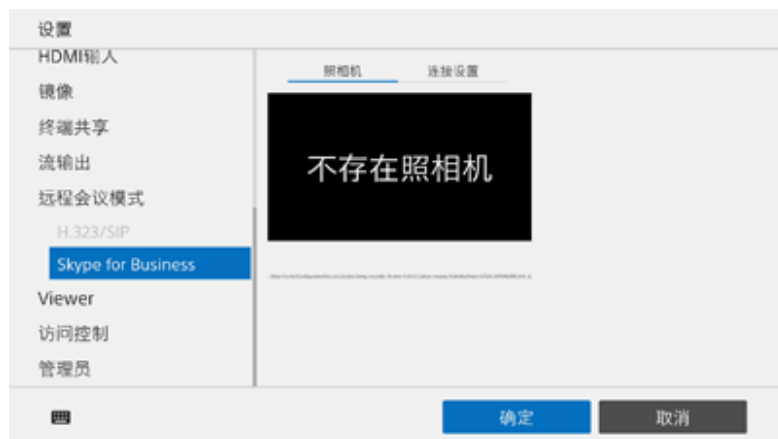 设置
HDMI输入
镜像
终端共享
流输出
远程会议模式
H.323/SIP
Skype for Business
Viewer
访问控制
管理员
照相机
连接设置
不存在照相机
确定
取消